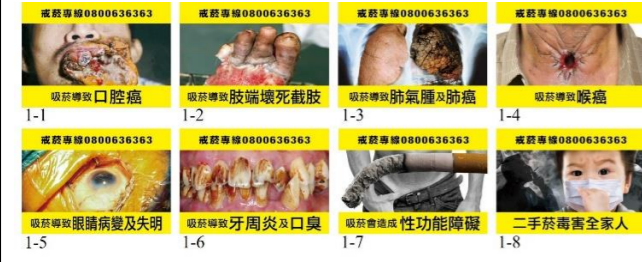 戒菸專線0800636363
吸菸導致口腔癌
1-1
戒菸專線0800636363
吸菸導致肢端壞死截肢
1-2
戒菸專線0800636363
吸菸導致肺氣腫及肺癌
1-3
戒菸專線0800636363
吸菸導致喉癌
1-4
戒菸專線0800636363
吸菸導致眼睛病變及失明
1-5
戒菸專線0800636363
吸菸導致牙周炎及口臭
1-6
戒菸專線0800636363
吸菸會造成性功能障礙
1-7
戒菸專線0800636363
二手菸毒害全家人
1-8